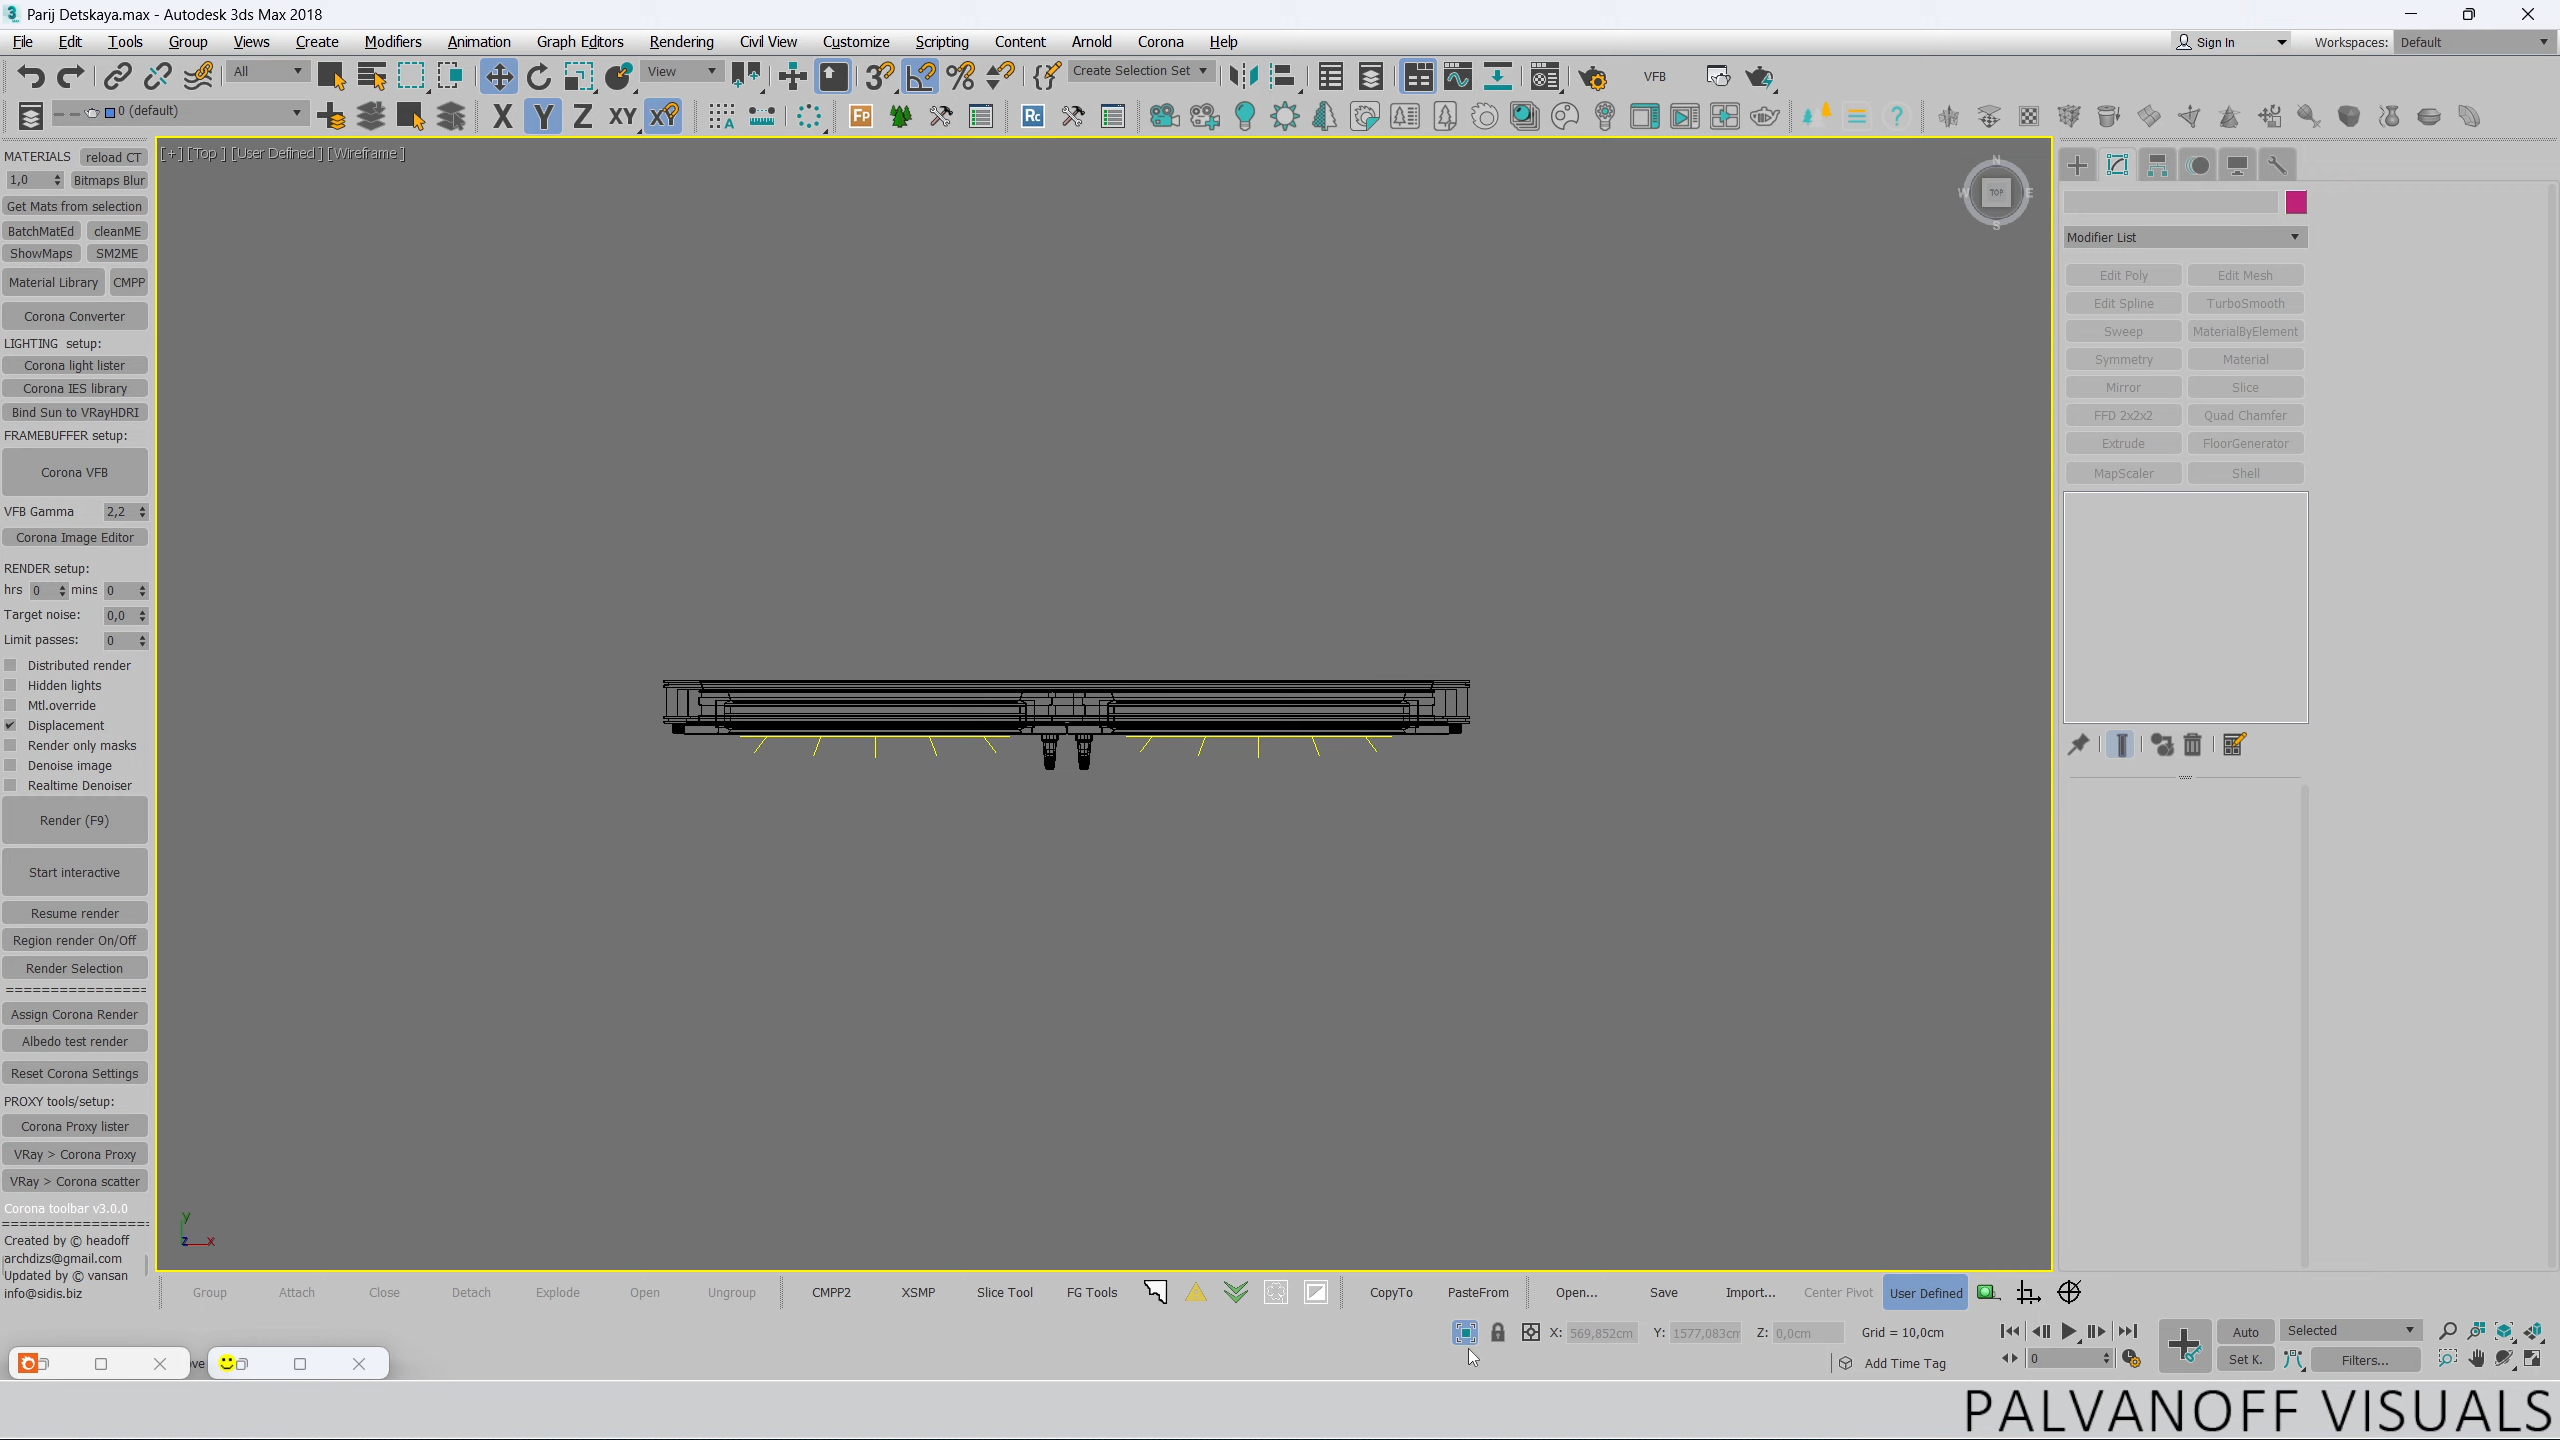 Parij Detskaya.max - Autodesk 3ds Max 2018
File Edit Tools Group Views Create Modifiers Animation Graph Editors Rendering Civil View Customize Scripting Content Arnold Corona Help Sign In Workspaces: Default
All View Create Selection Set VFB
0 (default) X Y Z XY XY Fp Rc
MATERIALS reload CT
[+] [Top ] [User Defined ] [Wireframe ]
1,0 Bitmaps Blur
Get Mats from selection
BatchMatEd cleanME
ShowMaps SM2ME
Material Library CMPP
Corona Converter
LIGHTING setup:
Corona light lister
Corona IES library
Bind Sun to VRayHDRI
FRAMEBUFFER setup:
Corona VFB
VFB Gamma 2,2
Corona Image Editor
RENDER setup:
hrs 0 mins 0
Target noise: 0,0
Limit passes: 0
Distributed render
Hidden lights
Mtl.override
Displacement
Render only masks
Denoise image
Realtime Denoiser
Render (F9)
Start interactive
Resume render
Region render On/Off
Render Selection
================
Assign Corona Render
Albedo test render
Reset Corona Settings
PROXY tools/setup:
Corona Proxy lister
VRay > Corona Proxy
VRay > Corona scatter
Corona toolbar v3.0.0
================
Created by © headoff
archdizs@gmail.com
Updated by © vansan
info@sidis.biz
N
W TOP E
S
Modifier List
Edit Poly Edit Mesh
Edit Spline TurboSmooth
Sweep MaterialByElement
Symmetry Material
Mirror Slice
FFD 2x2x2 Quad Chamfer
Extrude FloorGenerator
MapScaler Shell
y
z x
Group Attach Close Detach Explode Open Ungroup CMPP2 XSMP Slice Tool FG Tools CopyTo PasteFrom Open... Save Import... Center Pivot User Defined
X: 569,852cm Y: 1577,083cm Z: 0,0cm Grid = 10,0cm Auto Selected
ove Add Time Tag 0 Set K. Filters...
PALVANOFF VISUALS